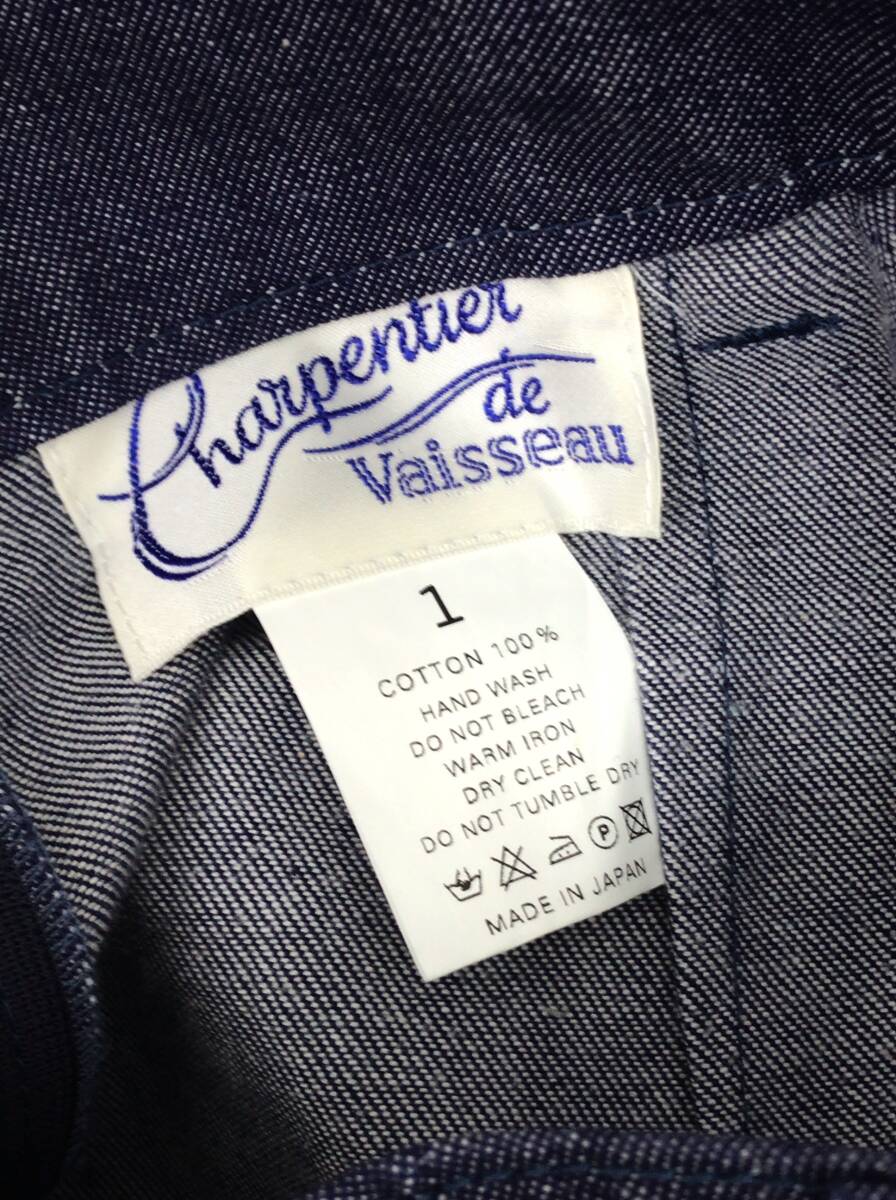 Charpentier
de
Vaisseau
1
COTTON 100%
HAND WASH
DO NOT BLEACH
WARM IRON
DRY CLEAN
DO NOT TUMBLE DRY
P
MADE IN JAPAN